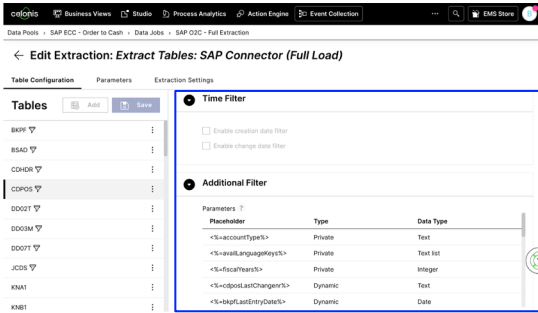 celonis Business Views Studio Process Analytics Action Engine Event Collection ... EMS Store B
Data Pools › SAP ECC - Order to Cash › Data Jobs › SAP O2C - Full Extraction
← Edit Extraction: Extract Tables: SAP Connector (Full Load)
Table Configuration Parameters Extraction Settings
Tables Add Save
BKPF
BSAD
CDHDR
CDPOS
DD02T
DD03M
DD07T
JCDS
KNA1
KNB1
Time Filter
Enable creation date filter
Enable change date filter
Additional Filter
Parameters ?
Placeholder Type Data Type
<%=accountType%> Private Text
<%=availLanguageKeys%> Private Text list
<%=fiscalYears%> Private Integer
<%=cdposLastChangenr%> Dynamic Text
<%=bkpfLastEntryDate%> Dynamic Date